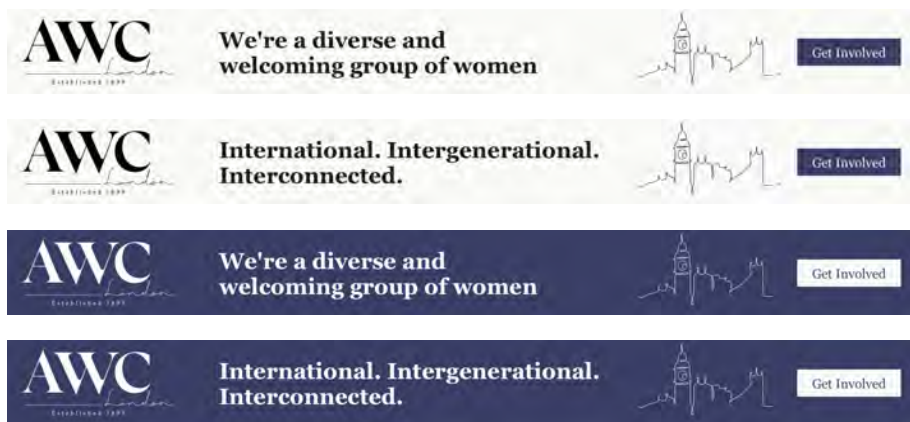 AWC
London
Established 1899
We're a diverse and
welcoming group of women
Get Involved
AWC
London
Established 1899
International. Intergenerational.
Interconnected.
Get Involved
AWC
London
Established 1899
We're a diverse and
welcoming group of women
Get Involved
AWC
London
Established 1899
International. Intergenerational.
Interconnected.
Get Involved